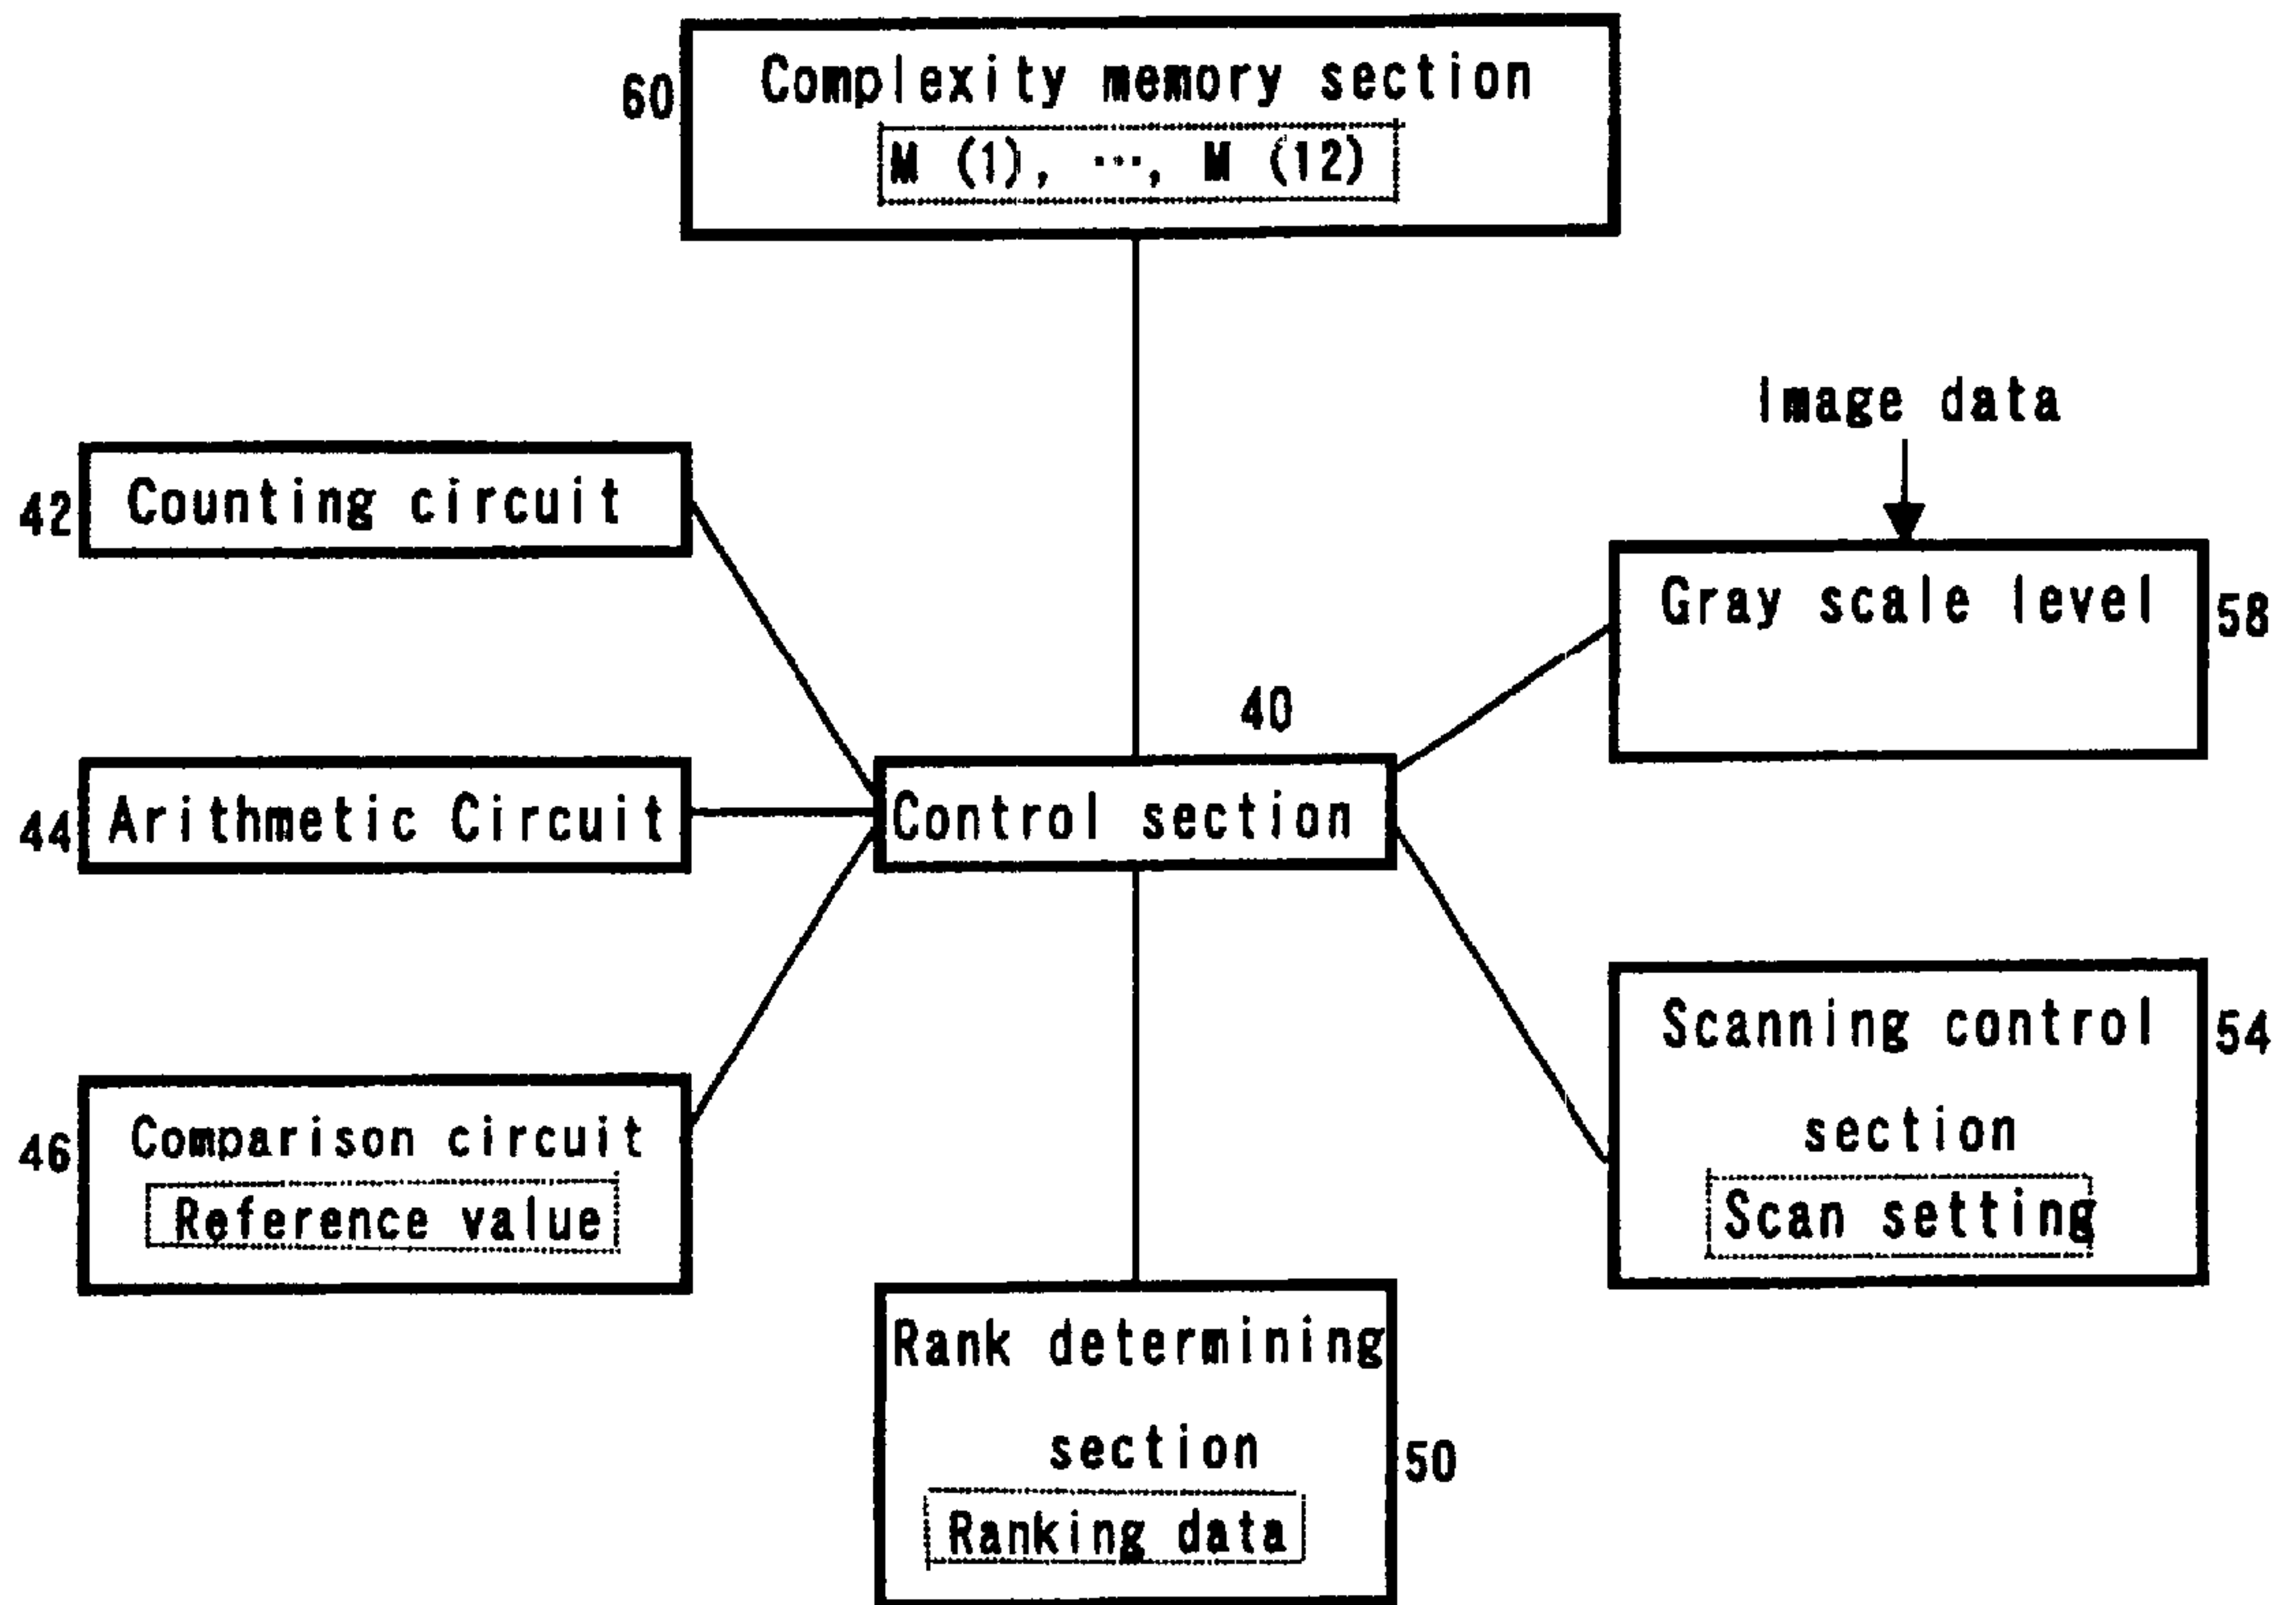 60
Complexity memory section
M (1), ···, M (12)
Image data
42
Counting circuit
Gray scale level
58
40
44
Arithmetic Circuit
Control section
Scanning control
section
Scan setting
54
46
Comparison circuit
Reference value
Rank determining
section
Ranking data
50